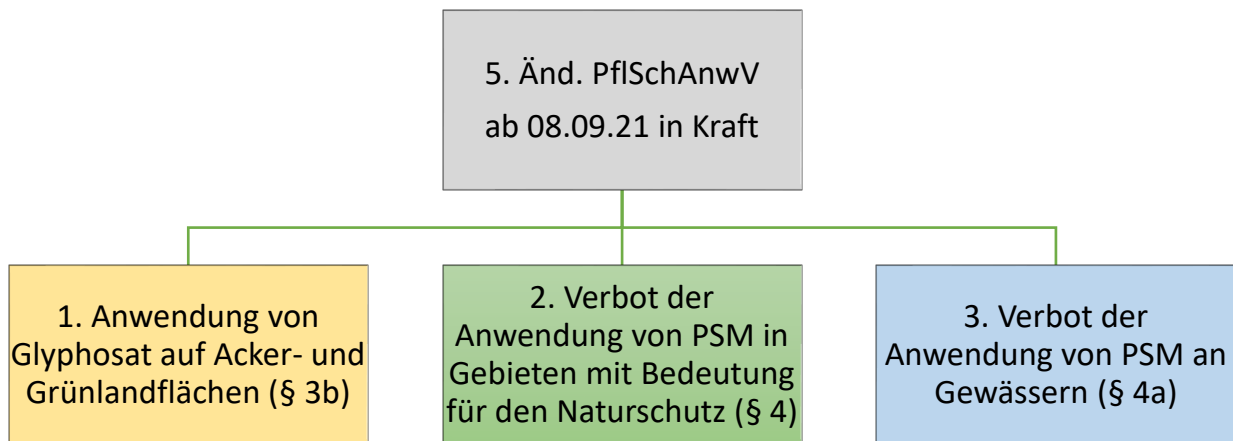 5. Änd. PflSchAnwV
ab 08.09.21 in Kraft
1. Anwendung von
Glyphosat auf Acker- und
Grünlandflächen (§ 3b)
2. Verbot der
Anwendung von PSM in
Gebieten mit Bedeutung
für den Naturschutz (§ 4)
3. Verbot der
Anwendung von PSM an
Gewässern (§ 4a)